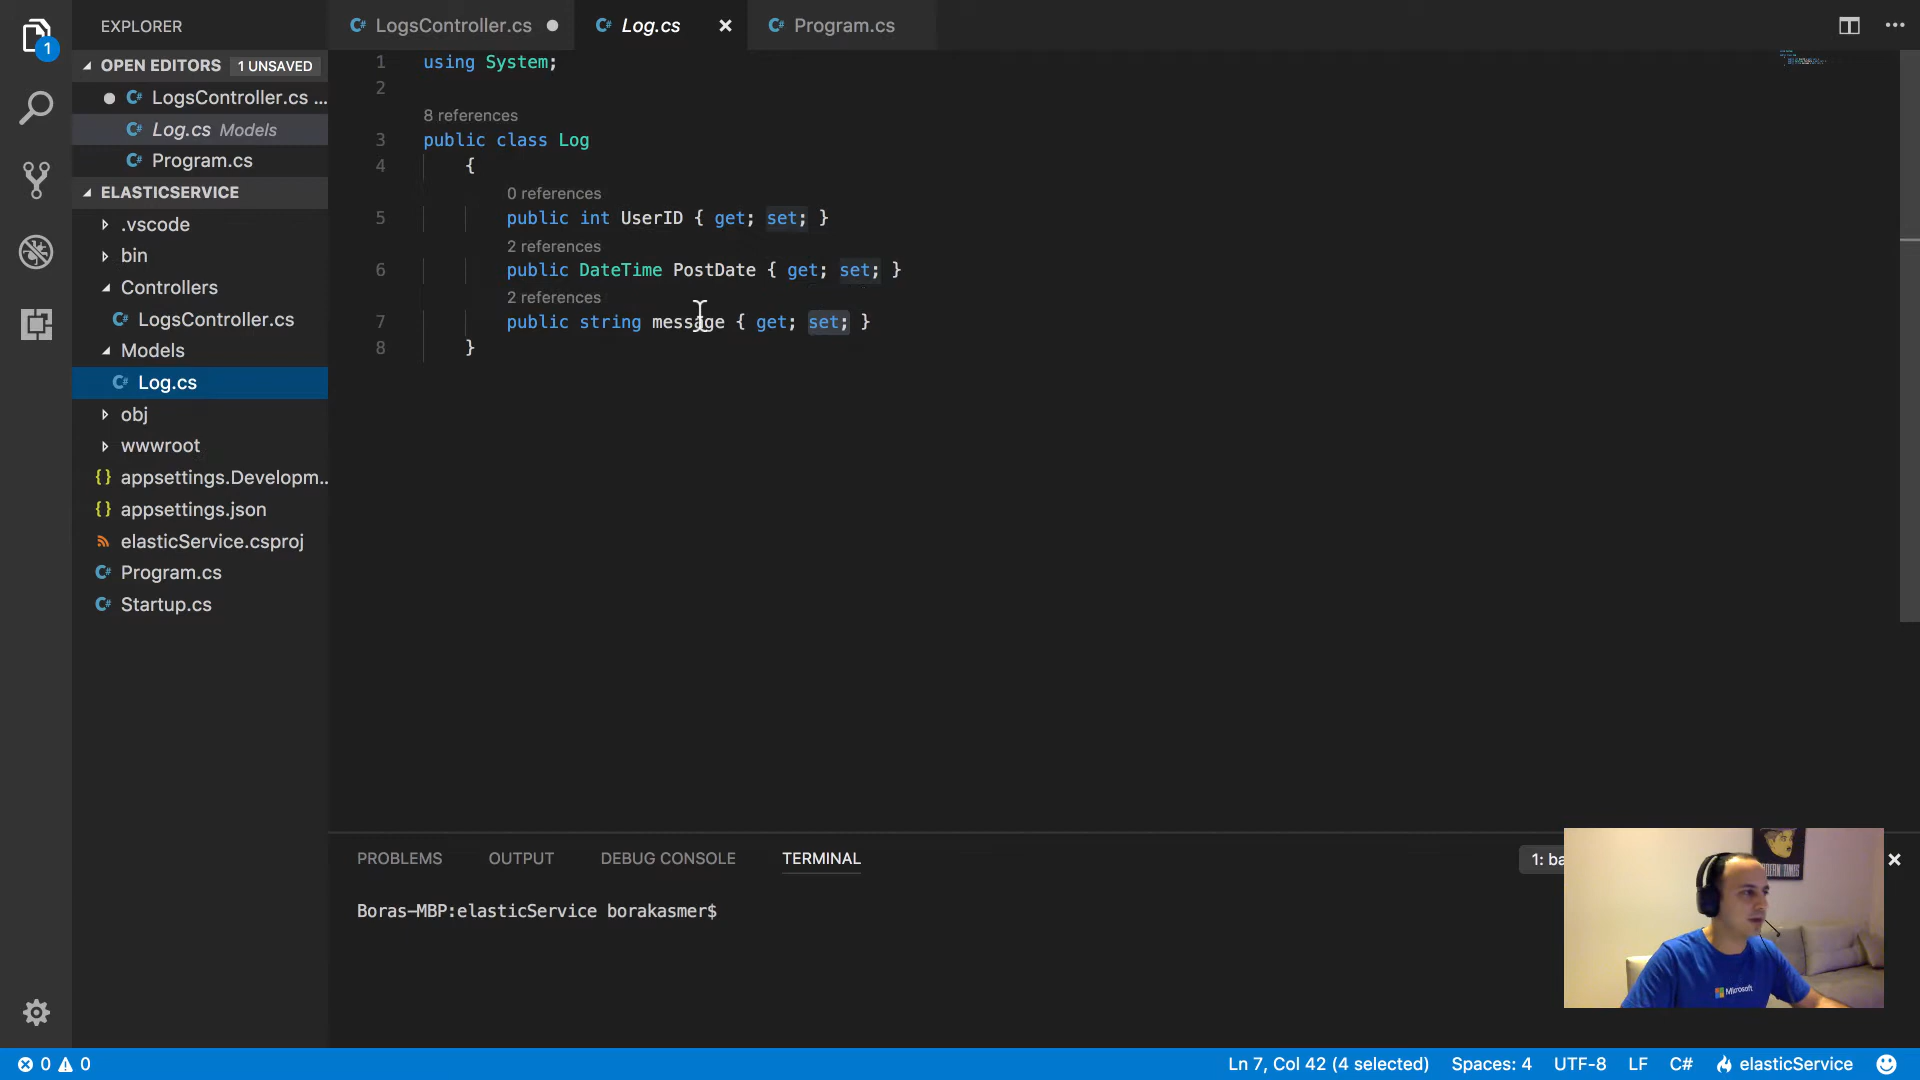 EXPLORER
LogsController.cs
Log.cs
Program.cs
1
OPEN EDITORS 1 UNSAVED
LogsController.cs ...
Log.cs Models
Program.cs
ELASTICSERVICE
.vscode
bin
Controllers
LogsController.cs
Models
Log.cs
obj
wwwroot
appsettings.Developm..
appsettings.json
elasticService.csproj
Program.cs
Startup.cs
1 using System;
2
8 references
3 public class Log
4 {
0 references
5 public int UserID { get; set; }
2 references
6 public DateTime PostDate { get; set; }
2 references
7 public string message { get; set; }
8 }
PROBLEMS OUTPUT DEBUG CONSOLE TERMINAL 1: ba
Boras-MBP:elasticService borakasmer$
MODERN TIMES
Microsoft
0 0 Ln 7, Col 42 (4 selected) Spaces: 4 UTF-8 LF C# elasticService